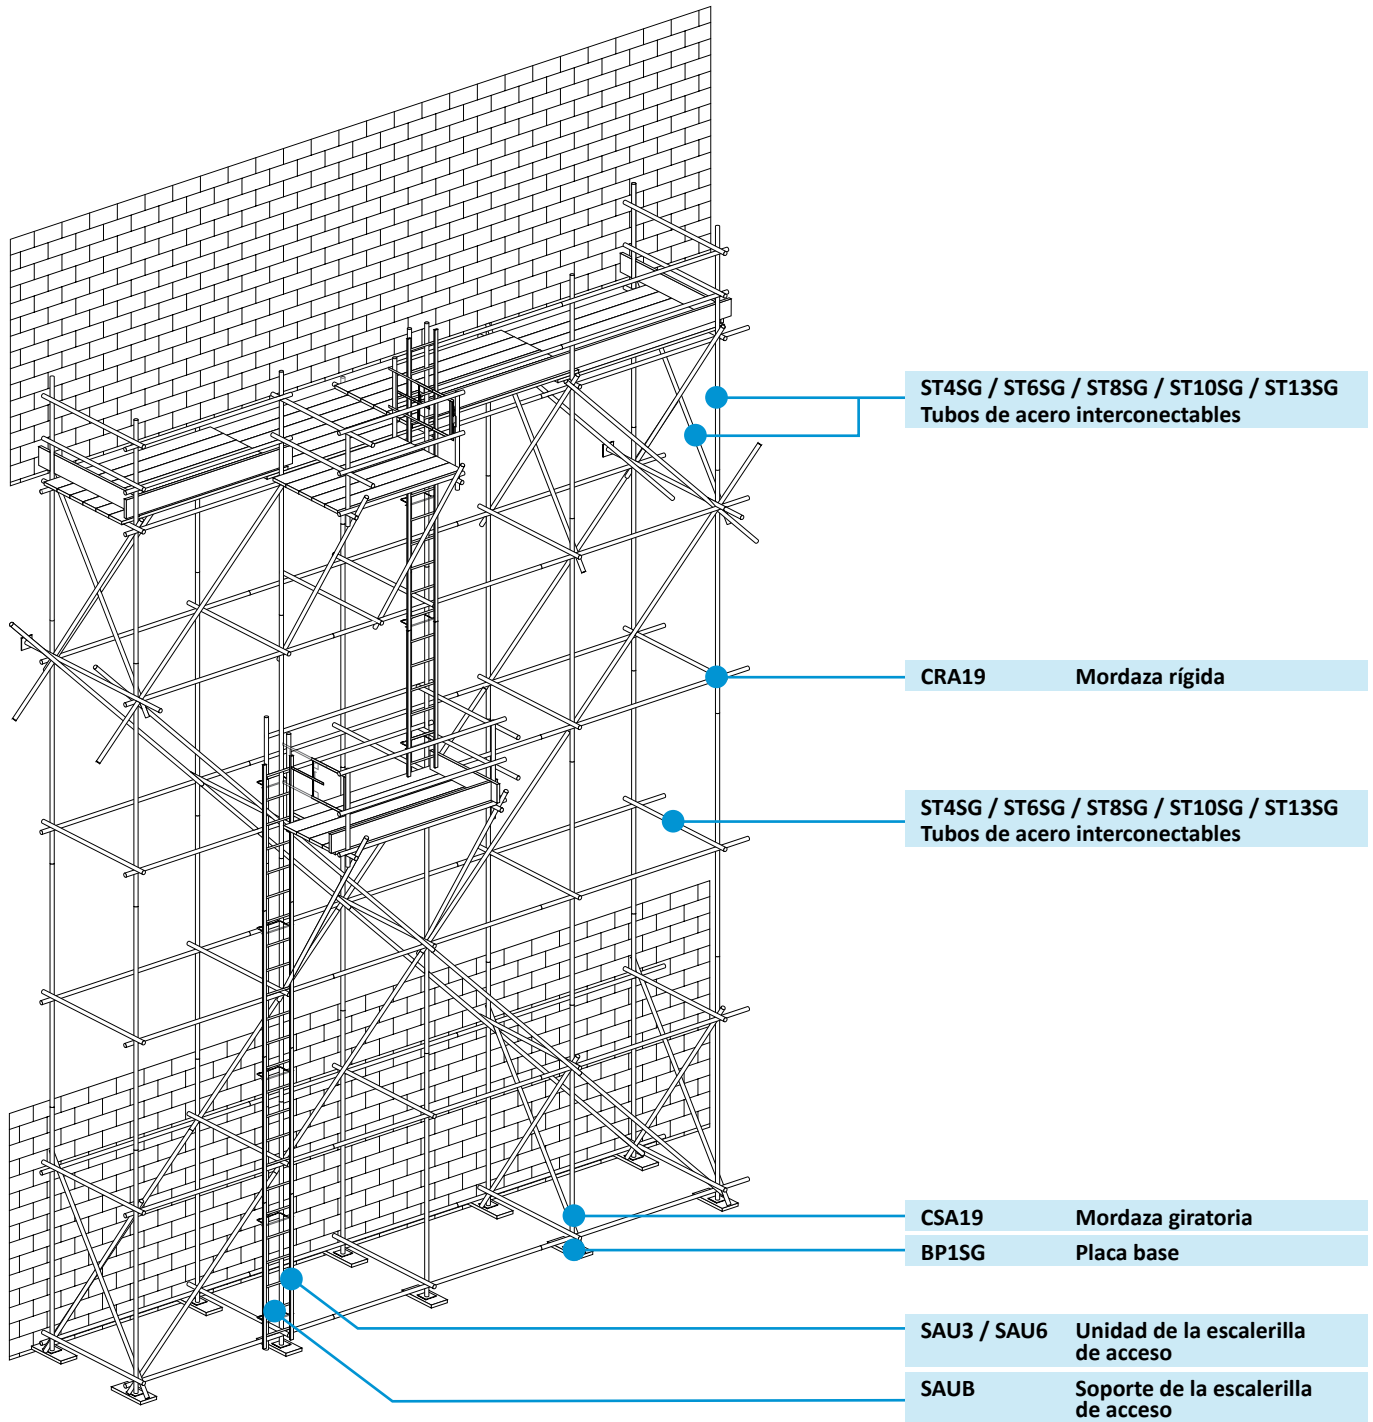 ST4SG / ST6SG / ST8SG / ST10SG / ST13SG
Tubos de acero interconectables
CRA19 Mordaza rígida
ST4SG / ST6SG / ST8SG / ST10SG / ST13SG
Tubos de acero interconectables
CSA19 Mordaza giratoria
BP1SG Placa base
SAU3 / SAU6 Unidad de la escalerilla
de acceso
SAUB Soporte de la escalerilla
de acceso